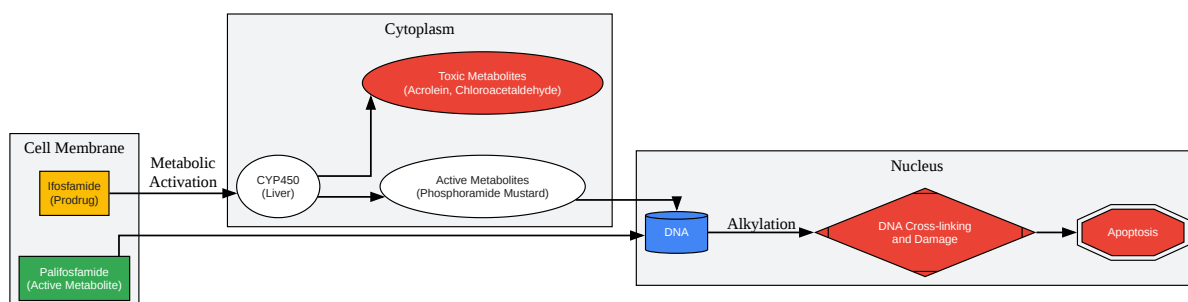 Cytoplasm
Toxic Metabolites
(Acrolein, Chloroacetaldehyde)
Cell Membrane
Ifosfamide
(Prodrug)
Metabolic
Activation
CYP450
(Liver)
Active Metabolites
(Phosphoramide Mustard)
Nucleus
DNA
Alkylation
DNA Cross-linking
and Damage
Apoptosis
Palifosfamide
(Active Metabolite)